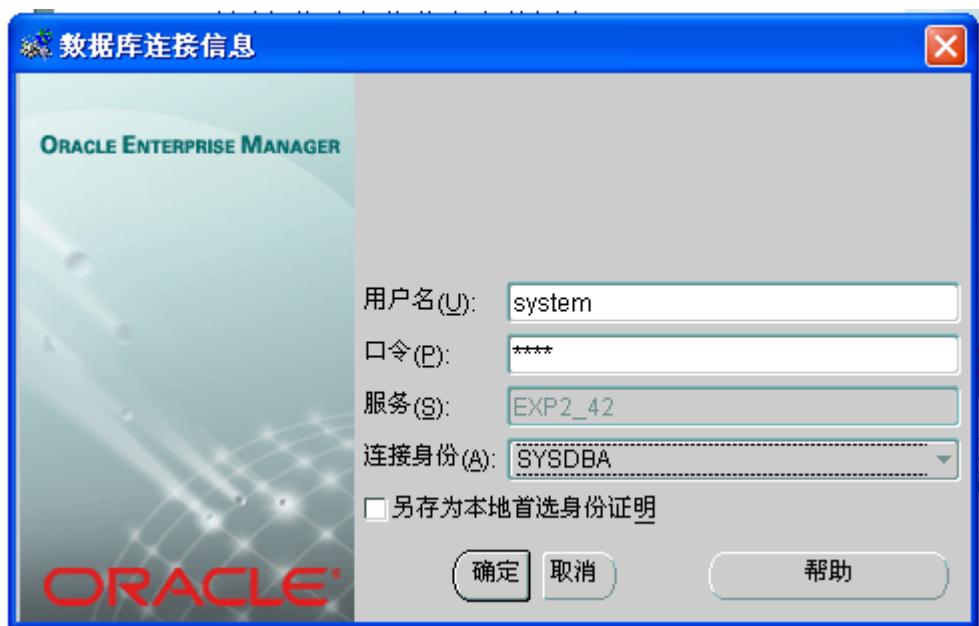 数据库连接信息
ORACLE ENTERPRISE MANAGER
用户名(U): system
口令(P): ****
服务(S): EXP2_42
连接身份(A): SYSDBA
另存为本地首选身份证明
确定 取消 帮助
ORACLE